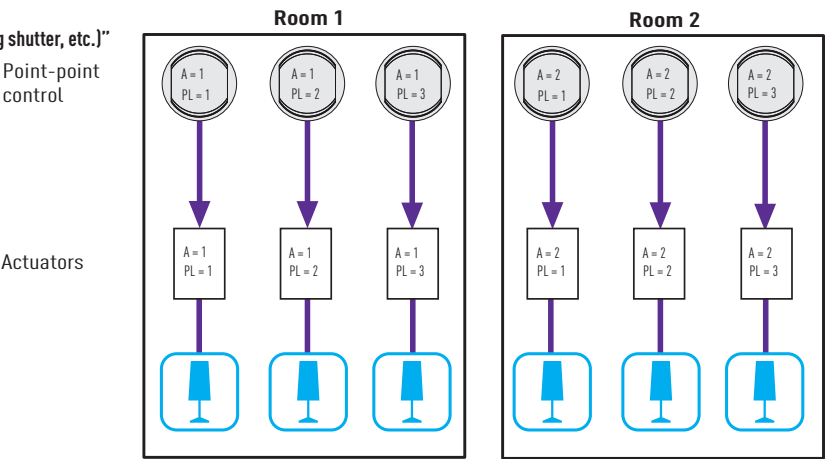 Room 1
Room 2
shutter, etc.)”
Point-point
control
A = 1
PL = 1
A = 1
PL = 2
A = 1
PL = 3
A = 2
PL = 1
A = 2
PL = 2
A = 2
PL = 3
Actuators
A = 1
PL = 1
A = 1
PL = 2
A = 1
PL = 3
A = 2
PL = 1
A = 2
PL = 2
A = 2
PL = 3